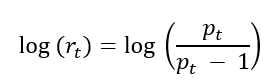 log (r_t) = log (p_t / p_t − 1)